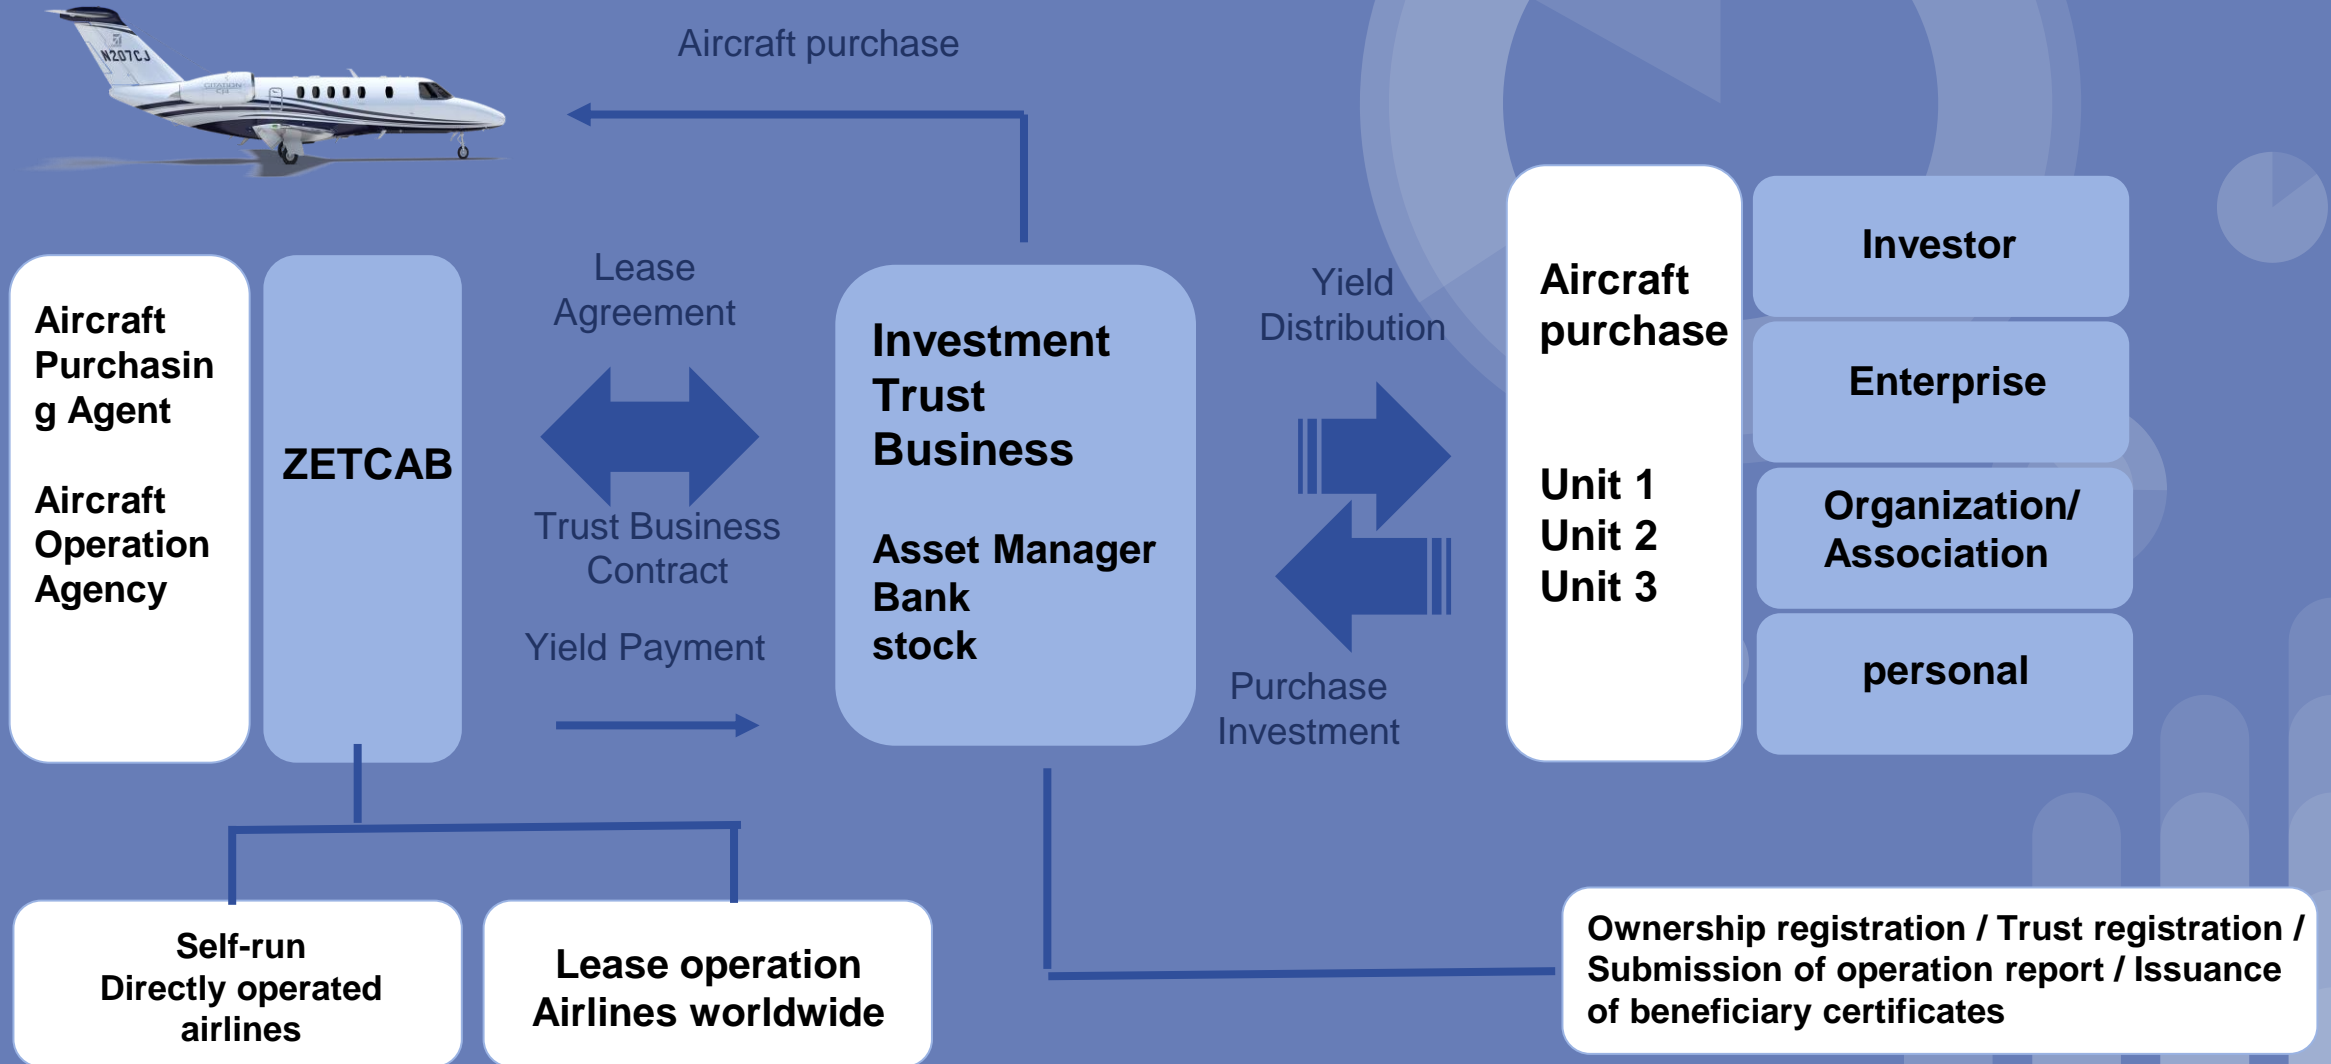 N207CJ
CITATION
CJ4
Aircraft purchase
Aircraft
Purchasin
g Agent
Aircraft
Operation
Agency
ZETCAB
Lease
Agreement
Trust Business
Contract
Yield Payment
Investment
Trust
Business
Asset Manager
Bank
stock
Yield
Distribution
Purchase
Investment
Aircraft
purchase
Unit 1
Unit 2
Unit 3
Investor
Enterprise
Organization/
Association
personal
Self-run
Directly operated
airlines
Lease operation
Airlines worldwide
Ownership registration / Trust registration /
Submission of operation report / Issuance
of beneficiary certificates